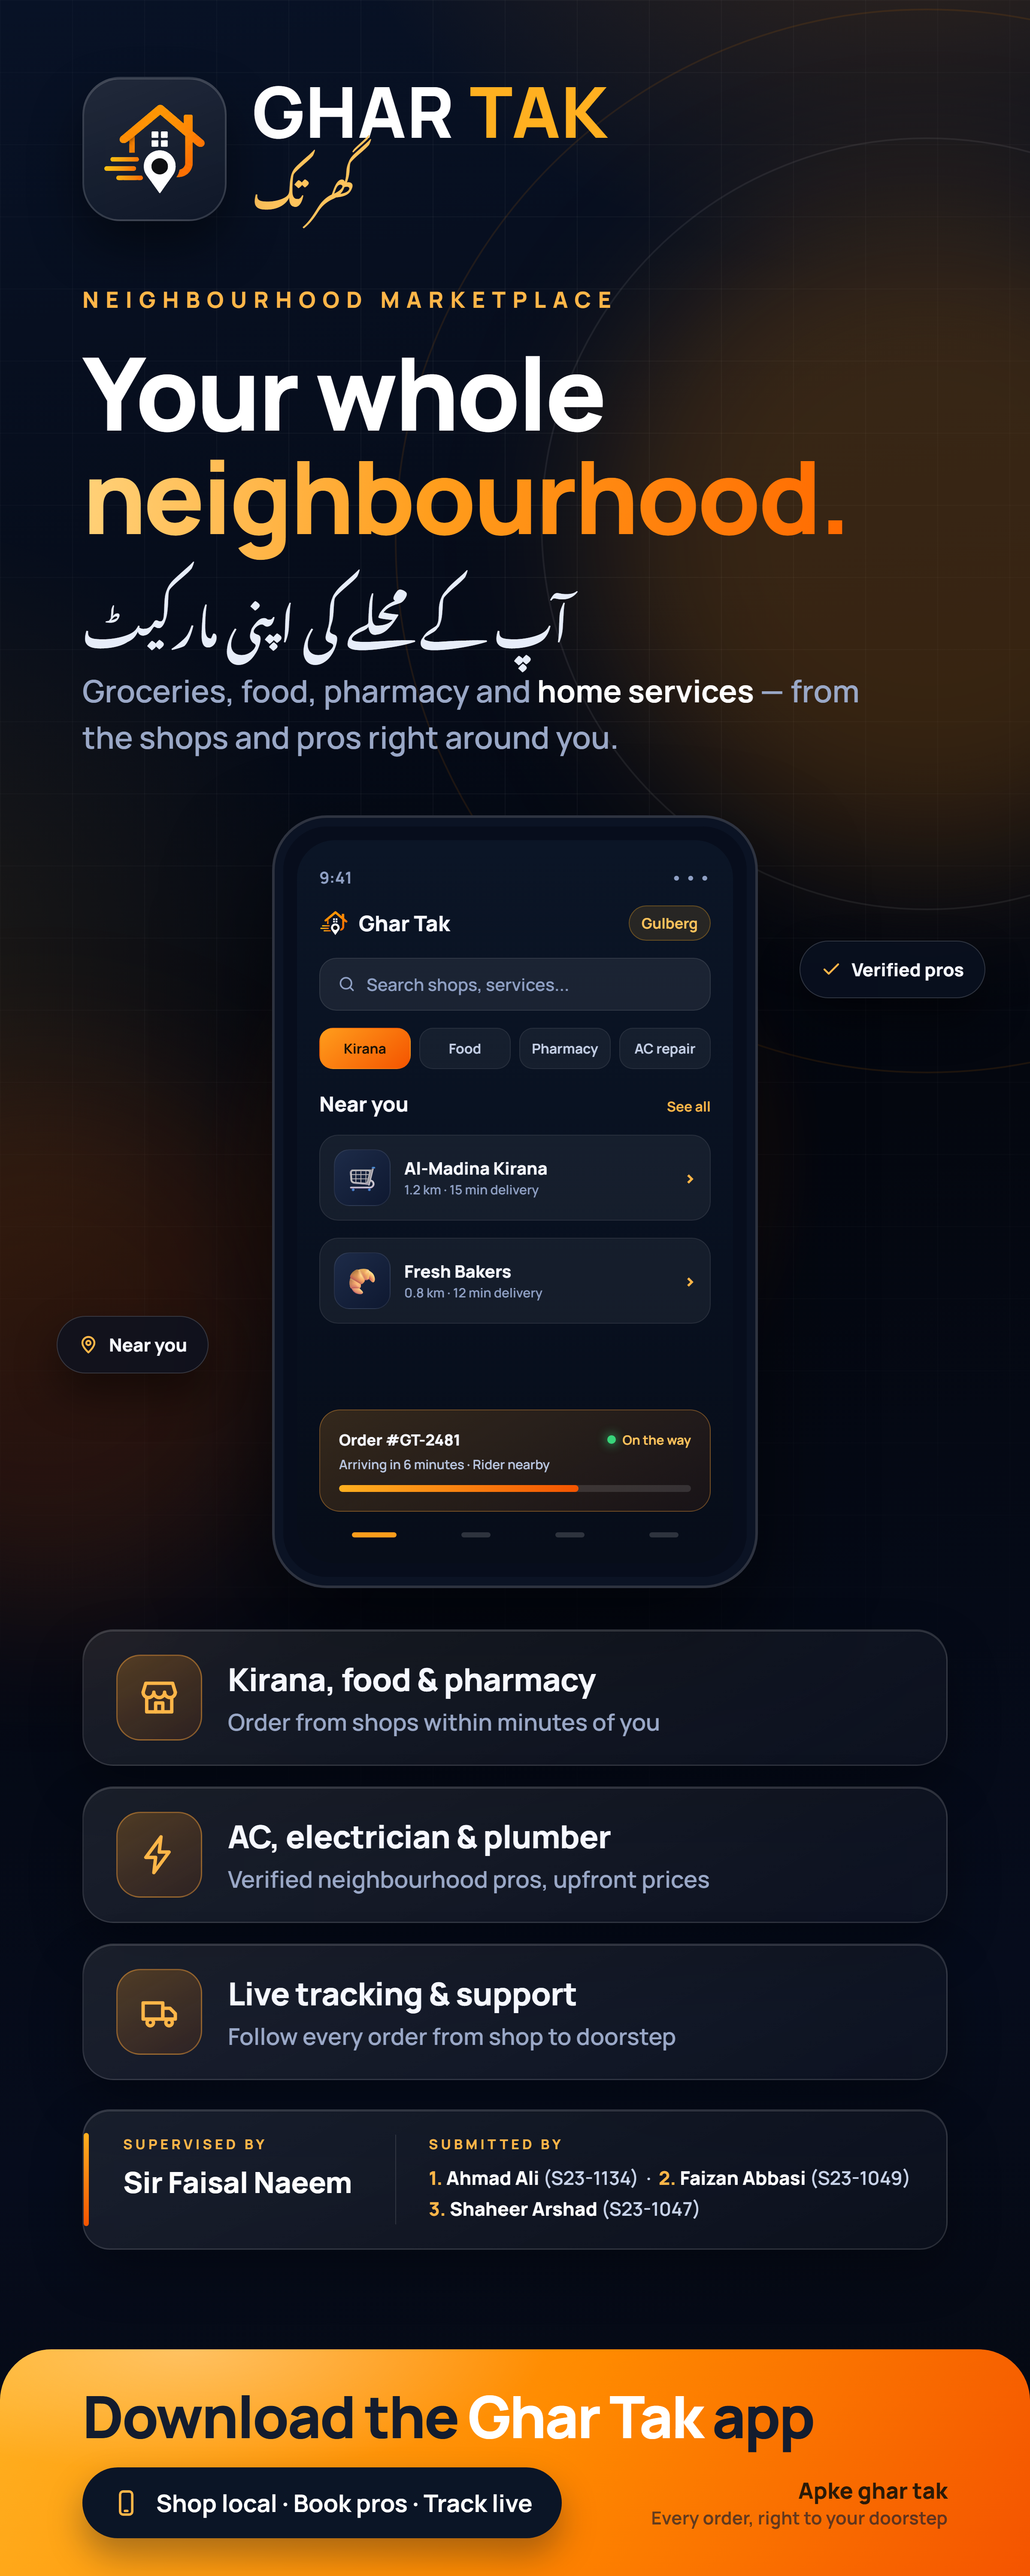 GHAR TAK
گھر تک
NEIGHBOURHOOD MARKETPLACE
Your whole
neighbourhood.
آپ کے محلے کی اپنی مارکیٹ
Groceries, food, pharmacy and home services — from
the shops and pros right around you.
9:41
Ghar Tak
Gulberg
Search shops, services...
Kirana Food Pharmacy AC repair
Near you
See all
Al-Madina Kirana
1.2 km · 15 min delivery
Fresh Bakers
0.8 km · 12 min delivery
Order #GT-2481
On the way
Arriving in 6 minutes · Rider nearby
Verified pros
Near you
Kirana, food & pharmacy
Order from shops within minutes of you
AC, electrician & plumber
Verified neighbourhood pros, upfront prices
Live tracking & support
Follow every order from shop to doorstep
SUPERVISED BY
Sir Faisal Naeem
SUBMITTED BY
1. Ahmad Ali (S23-1134) · 2. Faizan Abbasi (S23-1049)
3. Shaheer Arshad (S23-1047)
Download the Ghar Tak app
Shop local · Book pros · Track live
Apke ghar tak
Every order, right to your doorstep